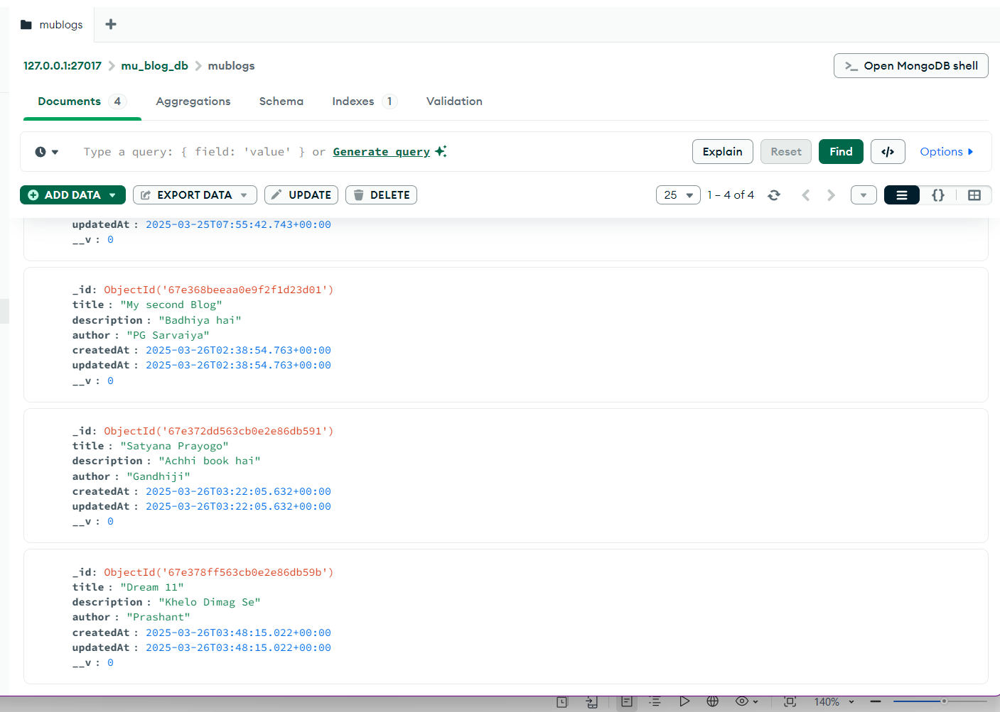 mublogs
127.0.0.1:27017 mu_blog_db mublogs
>_ Open MongoDB shell
Documents 4 Aggregations Schema Indexes 1 Validation
Type a query: { field: 'value' } or Generate query
Explain Reset Find </> Options
ADD DATA EXPORT DATA UPDATE DELETE
25 1 – 4 of 4 {}
updatedAt : 2025-03-25T07:55:42.743+00:00
__v : 0
_id: ObjectId('67e368beeaa0e9f2f1d23d01')
title : "My second Blog"
description : "Badhiya hai"
author : "PG Sarvaiya"
createdAt : 2025-03-26T02:38:54.763+00:00
updatedAt : 2025-03-26T02:38:54.763+00:00
__v : 0
_id: ObjectId('67e372dd563cb0e2e86db591')
title : "Satyana Prayogo"
description : "Achhi book hai"
author : "Gandhiji"
createdAt : 2025-03-26T03:22:05.632+00:00
updatedAt : 2025-03-26T03:22:05.632+00:00
__v : 0
_id: ObjectId('67e378ff563cb0e2e86db59b')
title : "Dream 11"
description : "Khelo Dimag Se"
author : "Prashant"
createdAt : 2025-03-26T03:48:15.022+00:00
updatedAt : 2025-03-26T03:48:15.022+00:00
__v : 0
140%